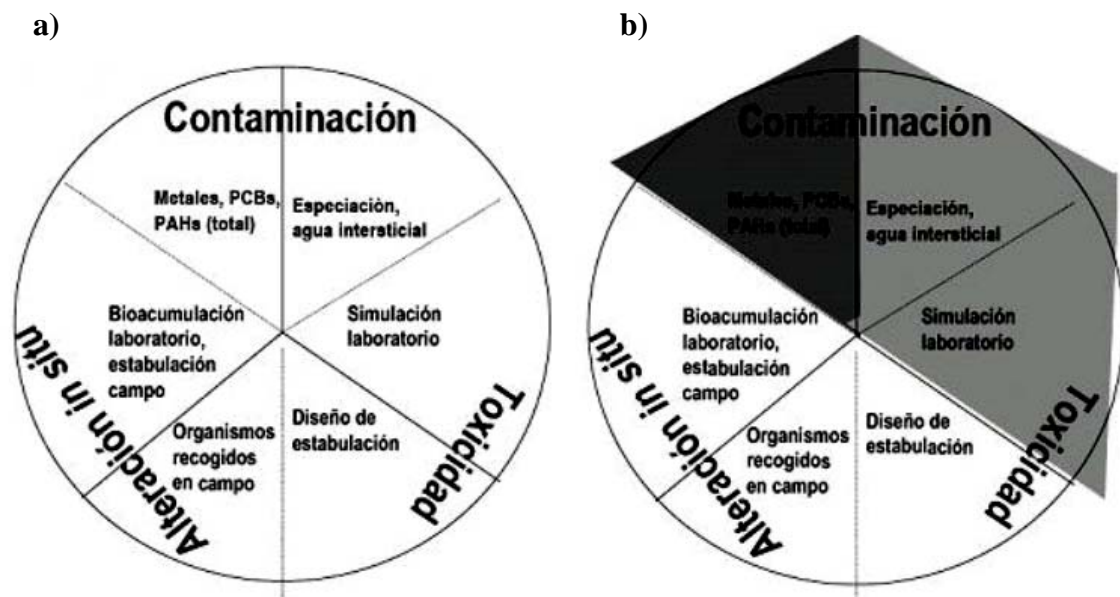 a)
Contaminación
Metales, PCBs,
PAHs (total)
Especiación,
agua intersticial
Bioacumulación
laboratorio,
estabulación
campo
Simulación
laboratorio
Organismos
recogidos
en campo
Diseño de
estabulación
Alteración in situ
Toxicidad
b)
Contaminación
Metales, PCBs,
PAHs (total)
Especiación,
agua intersticial
Bioacumulación
laboratorio,
estabulación
campo
Simulación
laboratorio
Organismos
recogidos
en campo
Diseño de
estabulación
Alteración in situ
Toxicidad